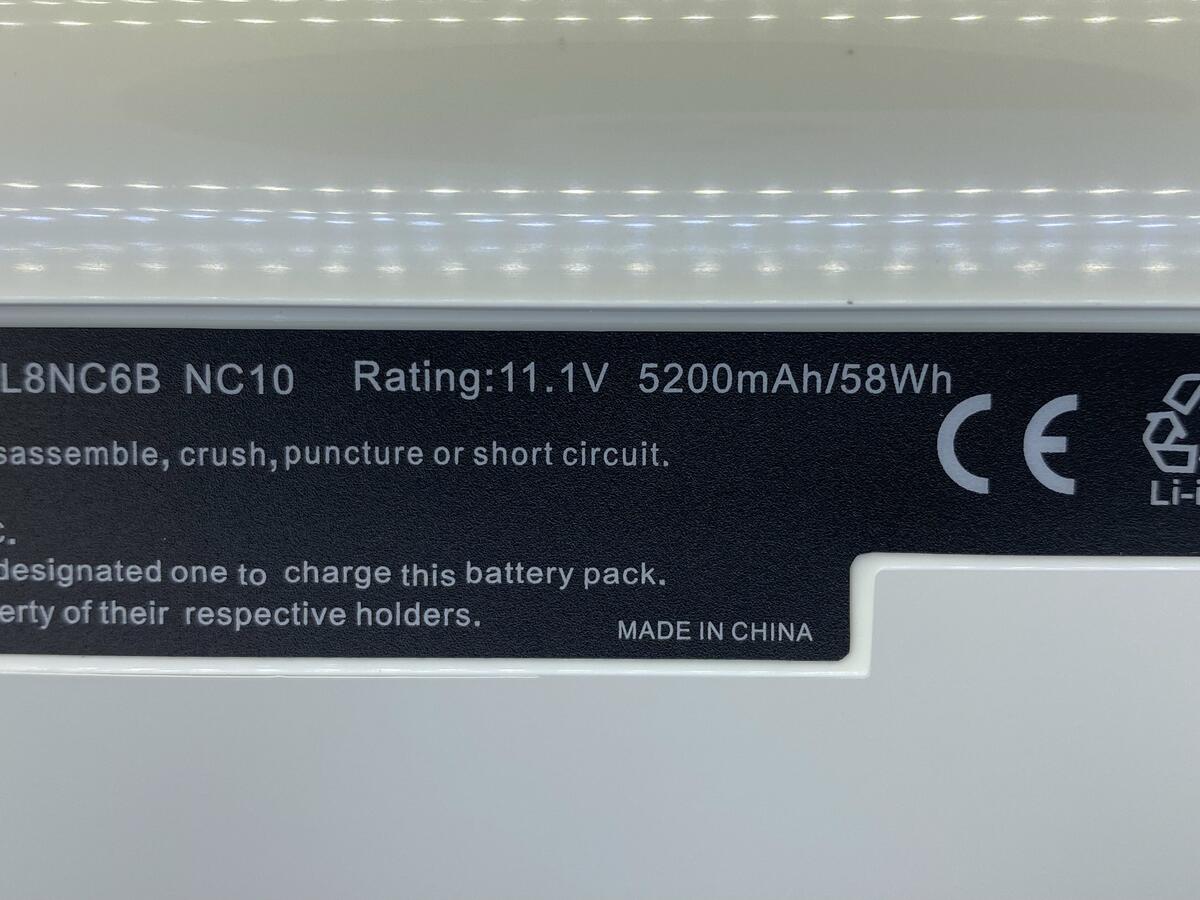 L8NC6B NC10 Rating:11.1V 5200mAh/58Wh
sassemble, crush, puncture or short circuit.
CE
Li-i
c.
designated one to charge this battery pack.
erty of their respective holders.
MADE IN CHINA